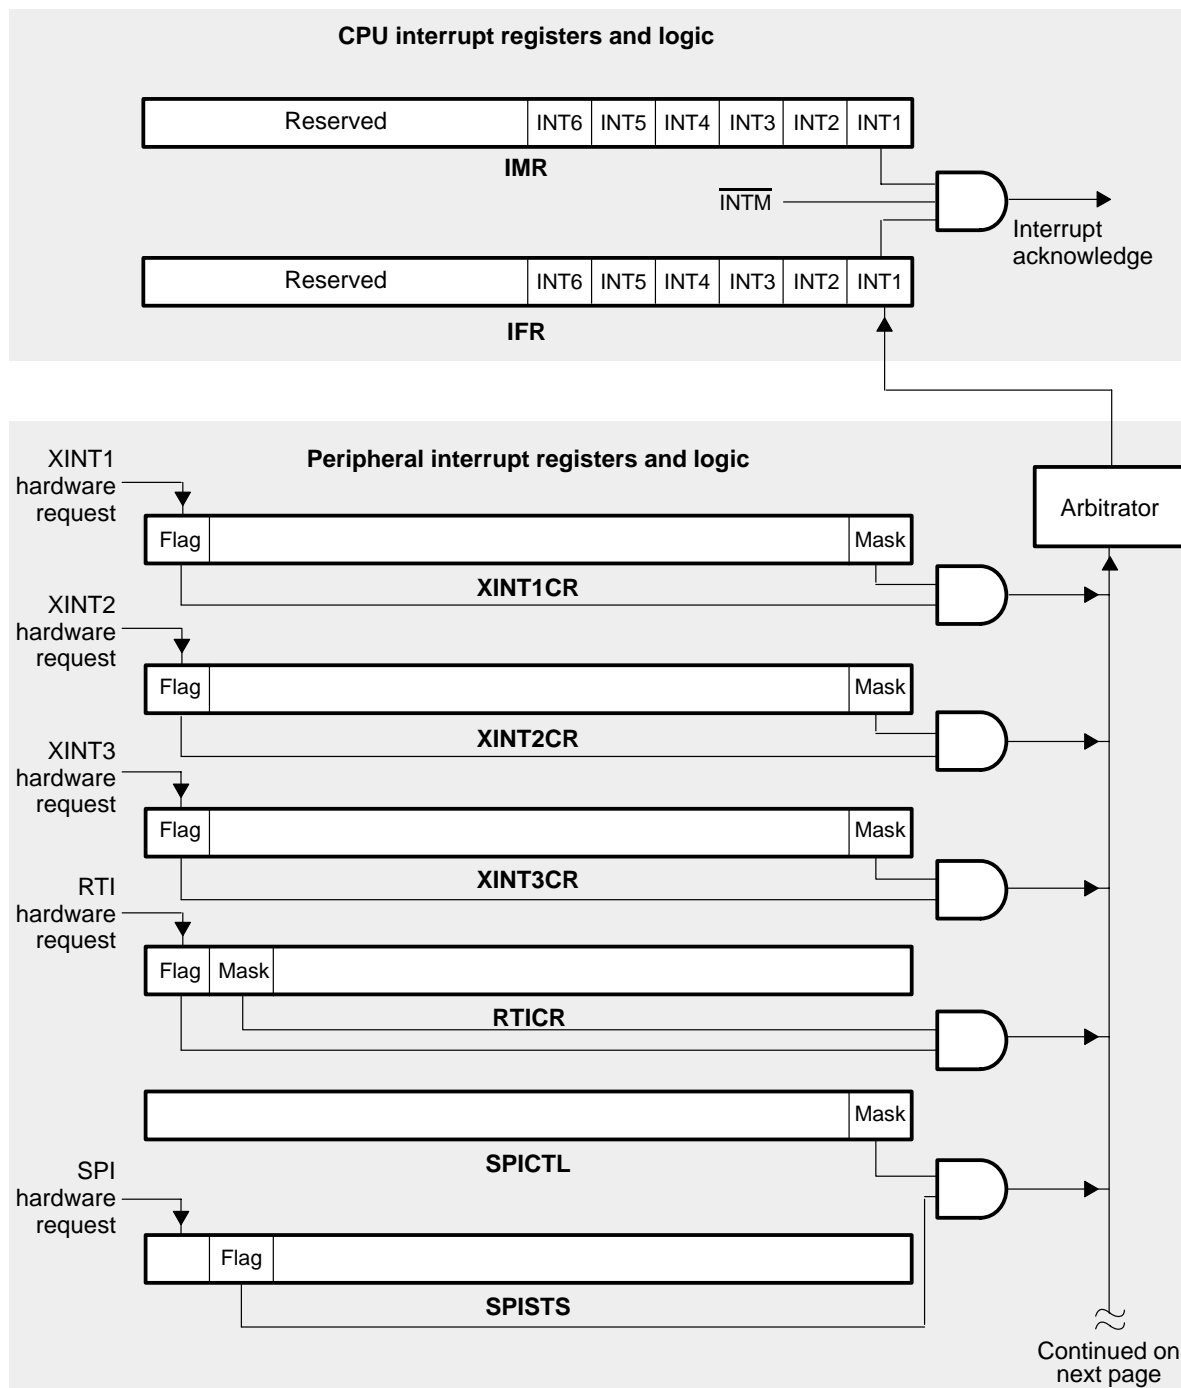 CPU interrupt registers and logic
Reserved INT6 INT5 INT4 INT3 INT2 INT1
IMR
INTM
Interrupt
acknowledge
Reserved INT6 INT5 INT4 INT3 INT2 INT1
IFR
Peripheral interrupt registers and logic
XINT1
hardware
request
Arbitrator
Flag Mask
XINT1CR
XINT2
hardware
request
Flag Mask
XINT2CR
XINT3
hardware
request
Flag Mask
XINT3CR
RTI
hardware
request
Flag Mask
RTICR
Mask
SPICTL
SPI
hardware
request
Flag
SPISTS
Continued on
next page